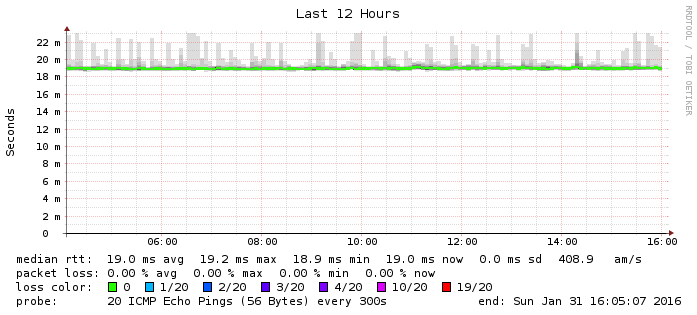 Last 12 Hours
RRDTOOL / TOBI OETIKER
Seconds
22 m
20 m
18 m
16 m
14 m
12 m
10 m
8 m
6 m
4 m
2 m
0
06:00 08:00 10:00 12:00 14:00 16:00
median rtt: 19.0 ms avg 19.2 ms max 18.9 ms min 19.0 ms now 0.0 ms sd 408.9 am/s
packet loss: 0.00 % avg 0.00 % max 0.00 % min 0.00 % now
loss color: 0 1/20 2/20 3/20 4/20 10/20 19/20
probe: 20 ICMP Echo Pings (56 Bytes) every 300s end: Sun Jan 31 16:05:07 2016